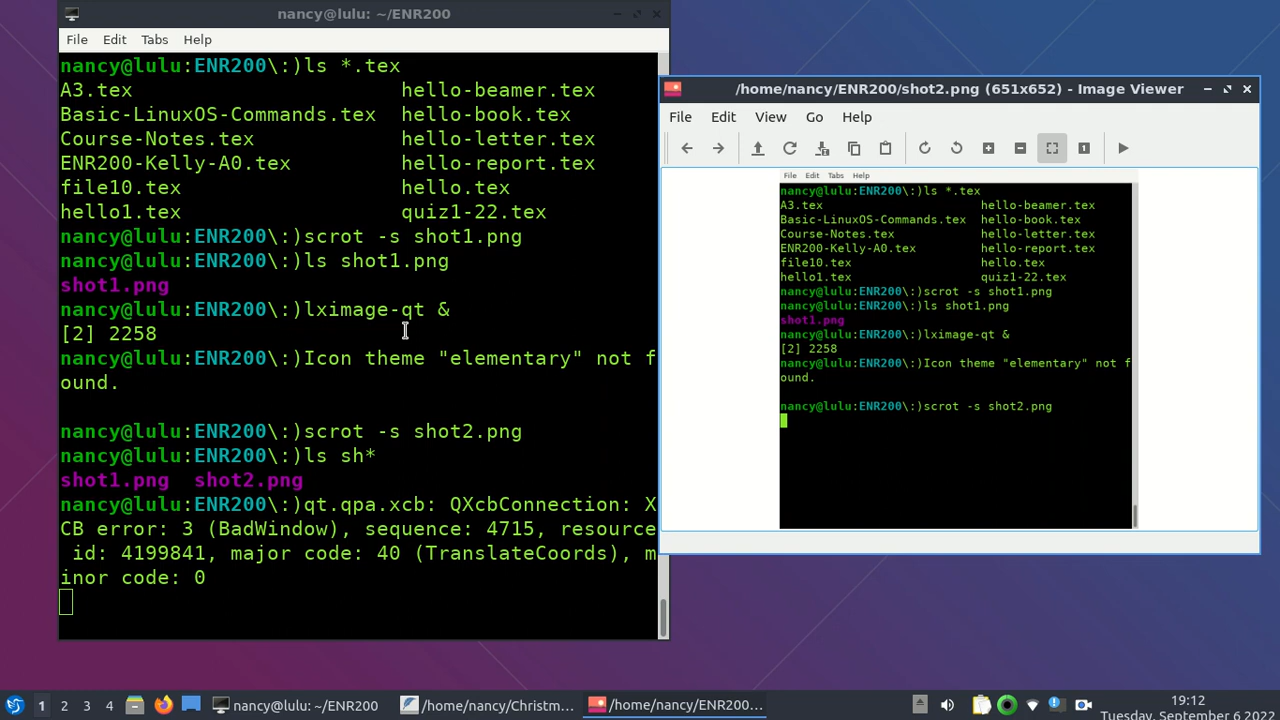 nancy@lulu: ~/ENR200
File Edit Tabs Help
nancy@lulu:ENR200\:)ls *.tex
A3.tex hello-beamer.tex
Basic-LinuxOS-Commands.tex hello-book.tex
Course-Notes.tex hello-letter.tex
ENR200-Kelly-A0.tex hello-report.tex
file10.tex hello.tex
hello1.tex quiz1-22.tex
nancy@lulu:ENR200\:)scrot -s shot1.png
nancy@lulu:ENR200\:)ls shot1.png
shot1.png
nancy@lulu:ENR200\:)lximage-qt &
[2] 2258
nancy@lulu:ENR200\:)Icon theme "elementary" not f
ound.
nancy@lulu:ENR200\:)scrot -s shot2.png
nancy@lulu:ENR200\:)ls sh*
shot1.png shot2.png
nancy@lulu:ENR200\:)qt.qpa.xcb: QXcbConnection: X
CB error: 3 (BadWindow), sequence: 4715, resource
id: 4199841, major code: 40 (TranslateCoords), m
inor code: 0
/home/nancy/ENR200/shot2.png (651x652) - Image Viewer
File Edit View Go Help
1
File Edit Tabs Help
nancy@lulu:ENR200\:)ls *.tex
A3.tex hello-beamer.tex
Basic-LinuxOS-Commands.tex hello-book.tex
Course-Notes.tex hello-letter.tex
ENR200-Kelly-A0.tex hello-report.tex
file10.tex hello.tex
hello1.tex quiz1-22.tex
nancy@lulu:ENR200\:)scrot -s shot1.png
nancy@lulu:ENR200\:)ls shot1.png
shot1.png
nancy@lulu:ENR200\:)lximage-qt &
[2] 2258
nancy@lulu:ENR200\:)Icon theme "elementary" not f
ound.
nancy@lulu:ENR200\:)scrot -s shot2.png
1 2 3 4 nancy@lulu: ~/ENR200 /home/nancy/Christm... /home/nancy/ENR200... 19:12
Tuesday, September 6 2022